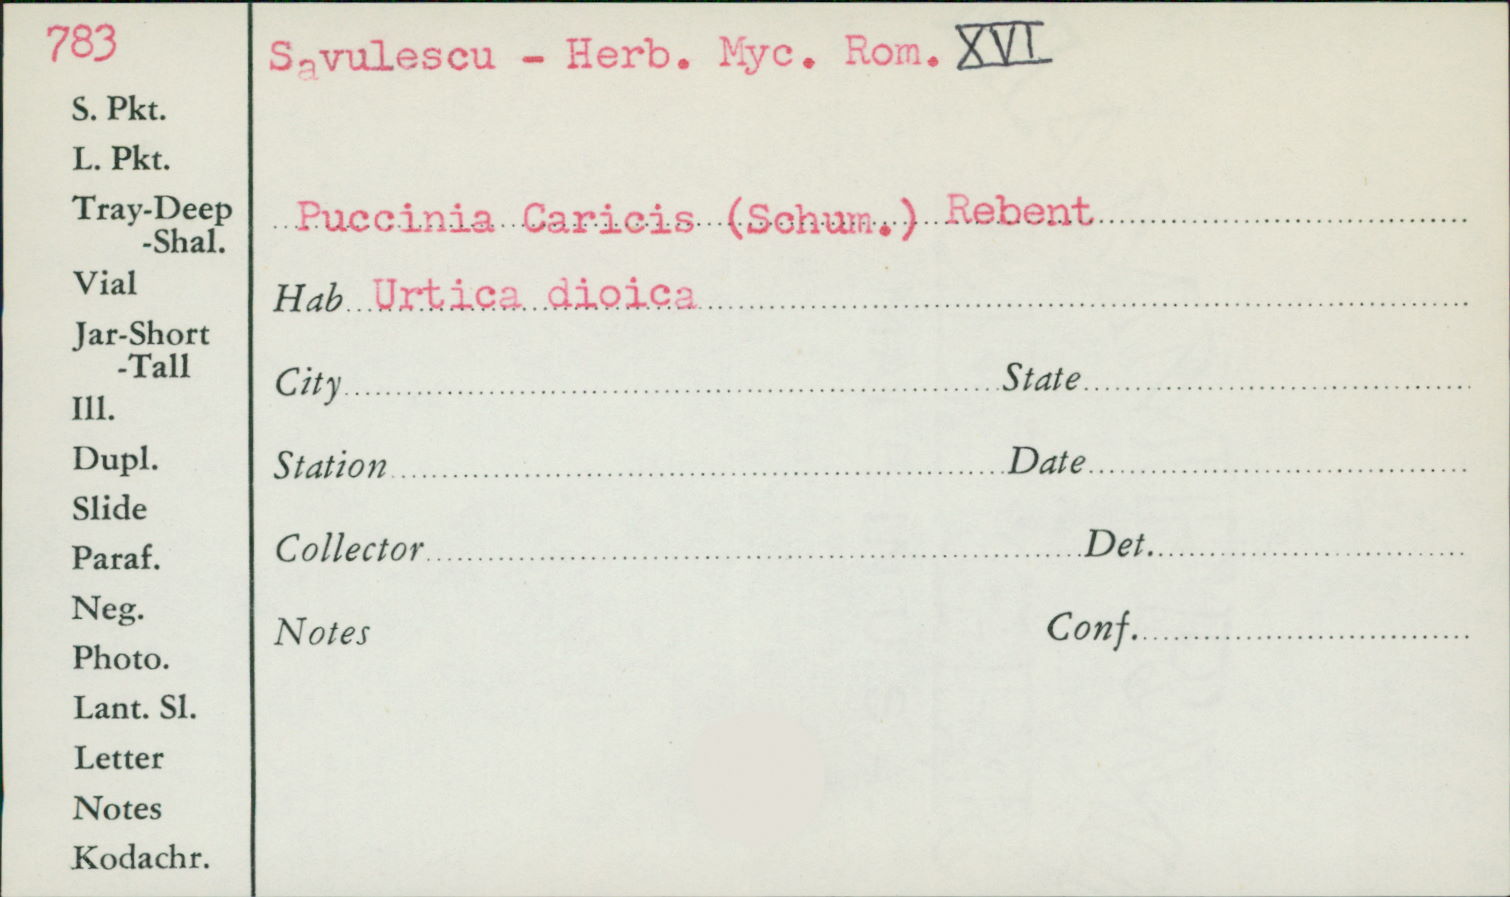 783
Savulescu - Herb. Myc. Rom. XVI
S. Pkt.
L. Pkt.
Tray-Deep
-Shal.
Vial
Jar-Short
-Tall
Ill.
Dupl.
Slide
Paraf.
Neg.
Photo.
Lant. Sl.
Letter
Notes
Kodachr.
Puccinia Caricis (Schum.) Rebent
Hab Urtica dioica
City State
Station Date
Collector Det.
Notes Conf.